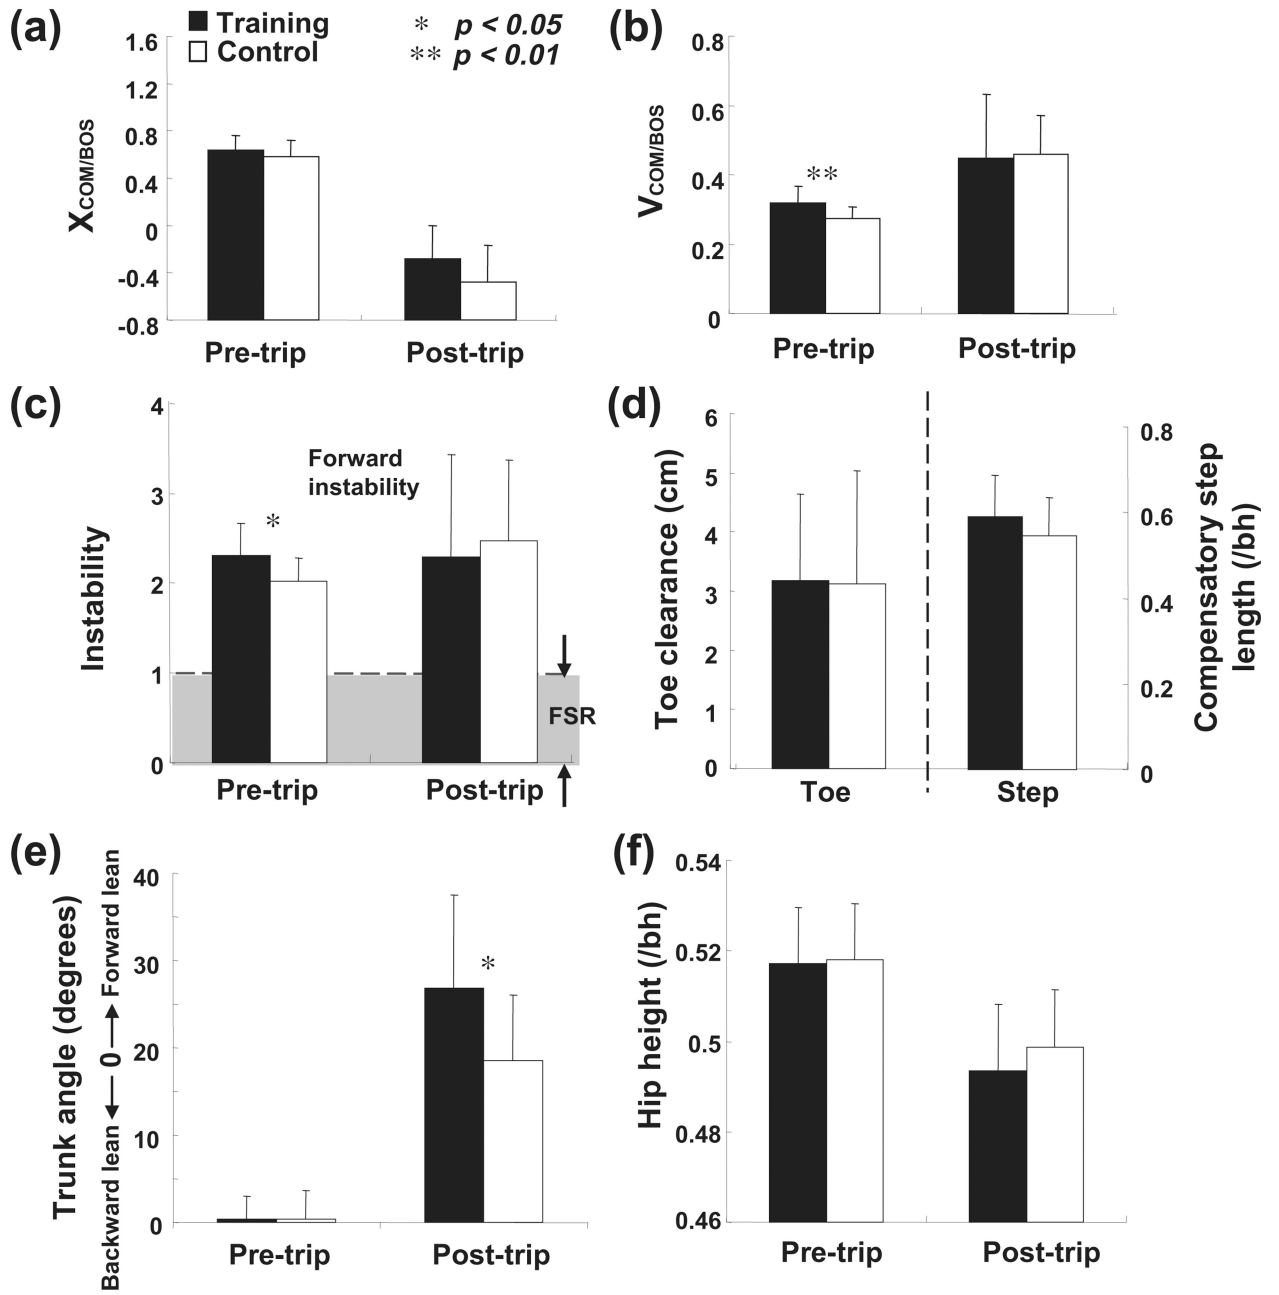 (a)
Training
Control
* p < 0.05
** p < 0.01
XCOM/BOS
1.6
1.2
0.8
0.4
0
-0.4
-0.8
Pre-trip
Post-trip
(b)
VCOM/BOS
0.8
0.6
0.4
0.2
0
**
Pre-trip
Post-trip
(c)
Instability
4
3
2
1
0
Forward
instability
*
FSR
Pre-trip
Post-trip
(d)
Toe clearance (cm)
6
5
4
3
2
1
0
0.8
0.6
0.4
0.2
0
Compensatory step
length (/bh)
Toe
Step
(e)
Trunk angle (degrees)
Backward lean ← 0 → Forward lean
40
30
20
10
0
*
Pre-trip
Post-trip
(f)
Hip height (/bh)
0.54
0.52
0.5
0.48
0.46
Pre-trip
Post-trip